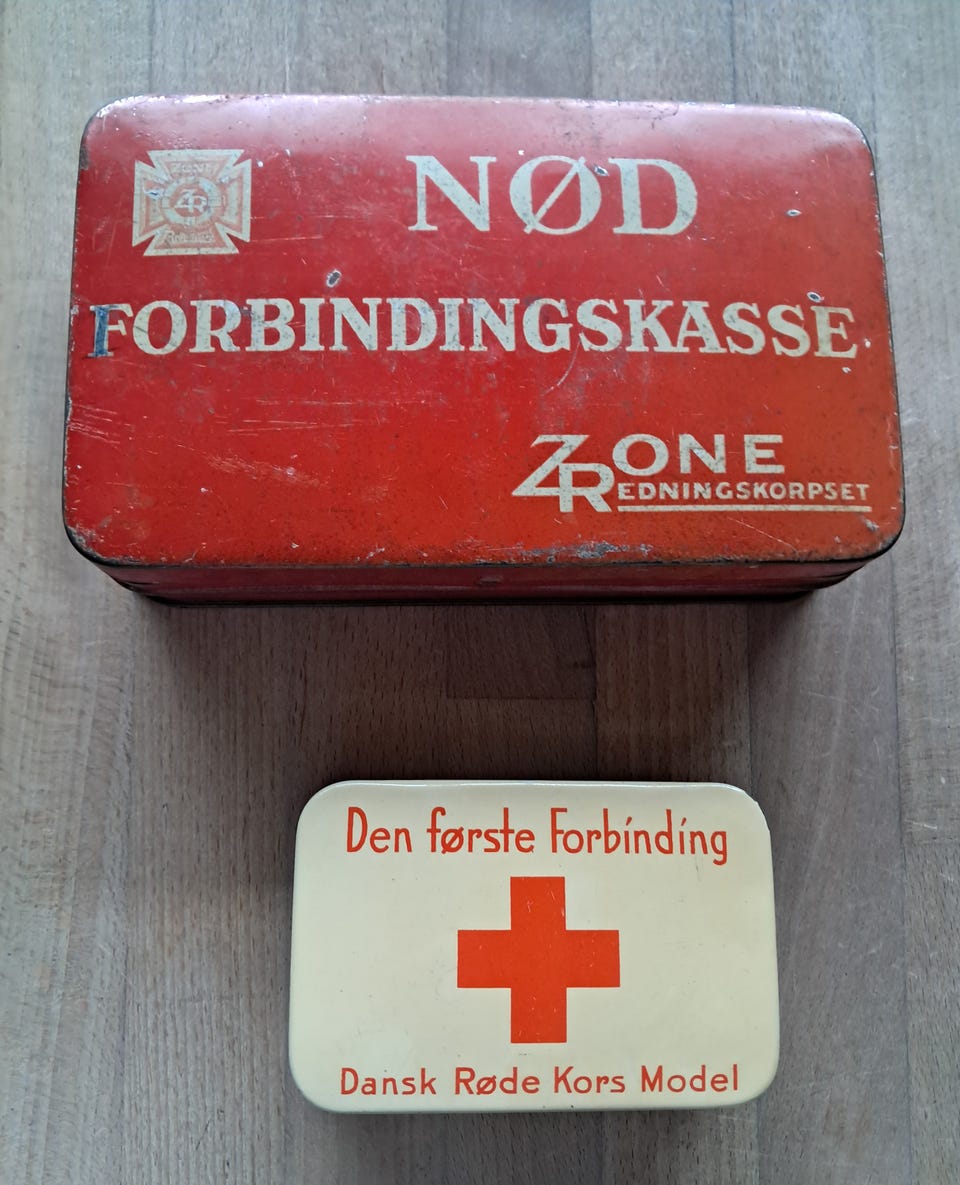 NØD
FORBINDINGSKASSE
ZONE
REDNINGSKORPSET
Den første Forbinding
Dansk Røde Kors Model